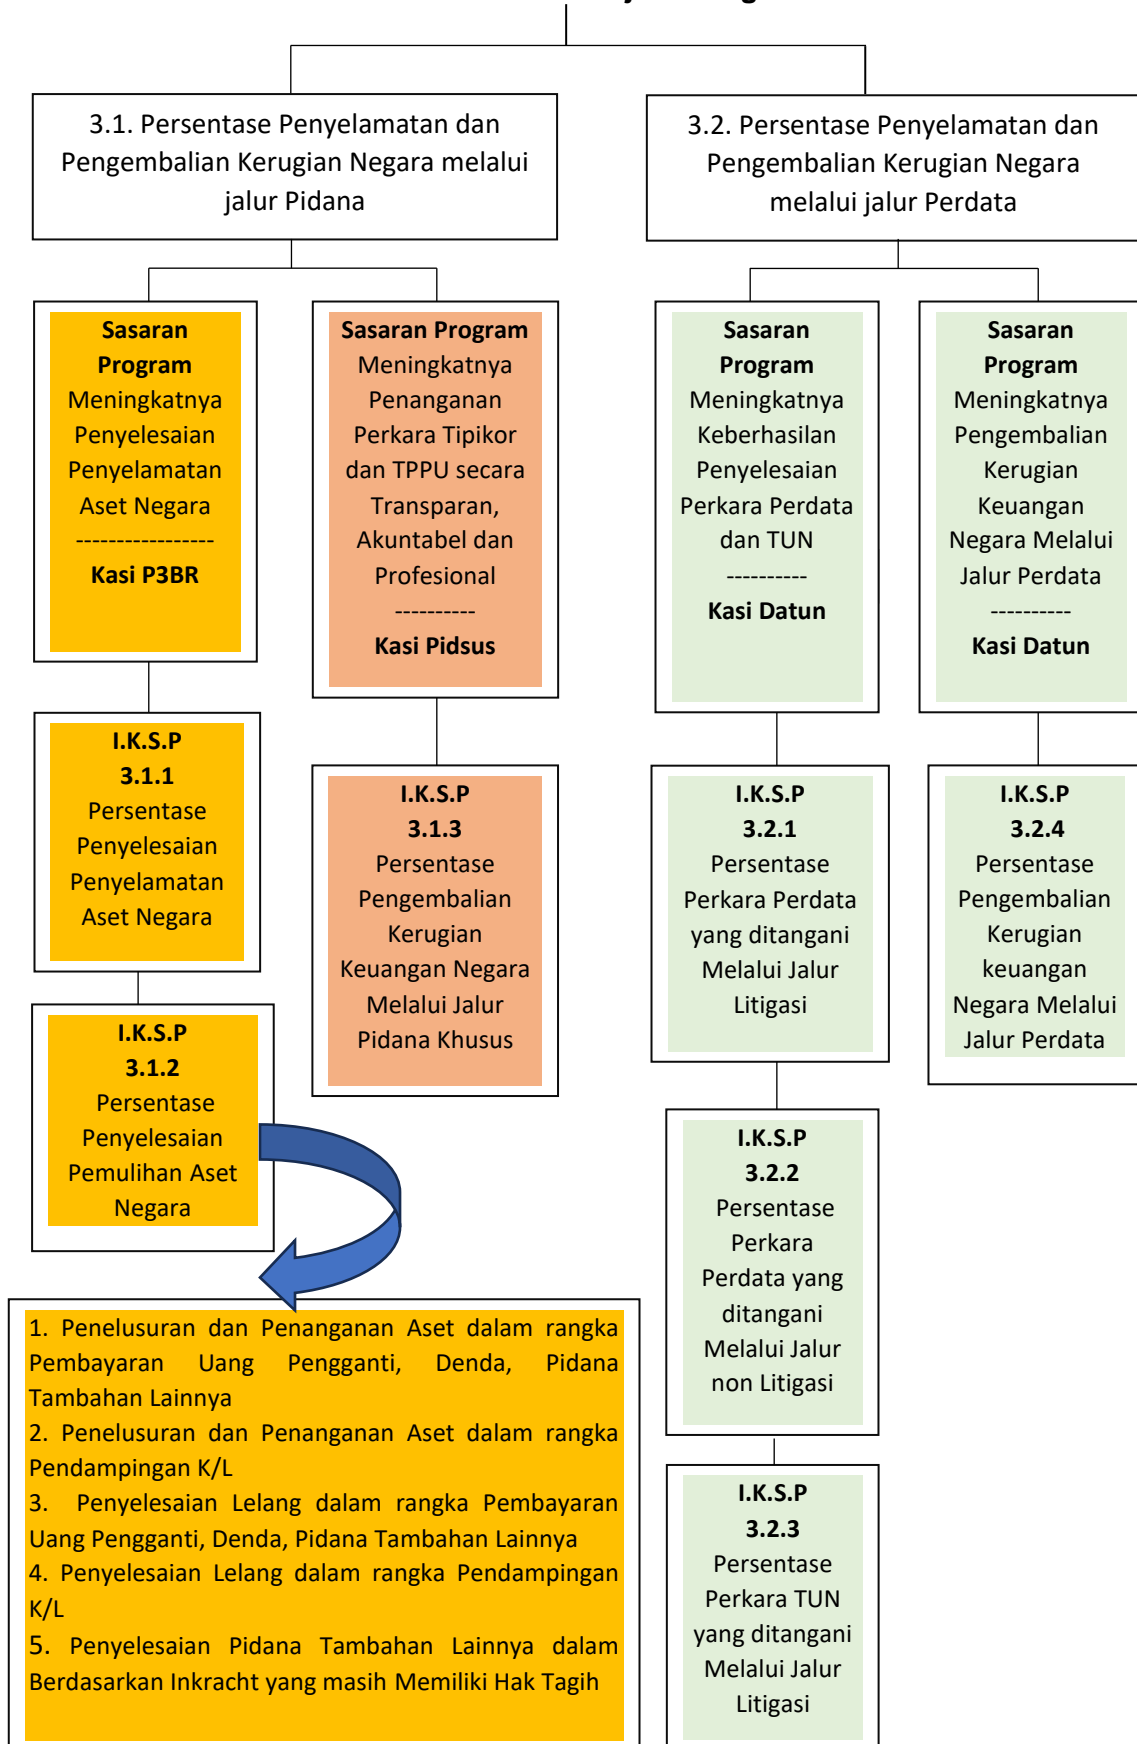 3.1. Persentase Penyelamatan dan
Pengembalian Kerugian Negara melalui
jalur Pidana
3.2. Persentase Penyelamatan dan
Pengembalian Kerugian Negara
melalui jalur Perdata
Sasaran
Program
Meningkatnya
Penyelesaian
Penyelamatan
Aset Negara
-----------------
Kasi P3BR
Sasaran Program
Meningkatnya
Penanganan
Perkara Tipikor
dan TPPU secara
Transparan,
Akuntabel dan
Profesional
----------
Kasi Pidsus
Sasaran
Program
Meningkatnya
Keberhasilan
Penyelesaian
Perkara Perdata
dan TUN
----------
Kasi Datun
Sasaran
Program
Meningkatnya
Pengembalian
Kerugian
Keuangan
Negara Melalui
Jalur Perdata
----------
Kasi Datun
I.K.S.P
3.1.1
Persentase
Penyelesaian
Penyelamatan
Aset Negara
I.K.S.P
3.1.3
Persentase
Pengembalian
Kerugian
Keuangan Negara
Melalui Jalur
Pidana Khusus
I.K.S.P
3.2.1
Persentase
Perkara Perdata
yang ditangani
Melalui Jalur
Litigasi
I.K.S.P
3.2.4
Persentase
Pengembalian
Kerugian
keuangan
Negara Melalui
Jalur Perdata
I.K.S.P
3.1.2
Persentase
Penyelesaian
Pemulihan Aset
Negara
I.K.S.P
3.2.2
Persentase
Perkara
Perdata yang
ditangani
Melalui Jalur
non Litigasi
1. Penelusuran dan Penanganan Aset dalam rangka
Pembayaran Uang Pengganti, Denda, Pidana
Tambahan Lainnya
2. Penelusuran dan Penanganan Aset dalam rangka
Pendampingan K/L
3. Penyelesaian Lelang dalam rangka Pembayaran
Uang Pengganti, Denda, Pidana Tambahan Lainnya
4. Penyelesaian Lelang dalam rangka Pendampingan
K/L
5. Penyelesaian Pidana Tambahan Lainnya dalam
Berdasarkan Inkracht yang masih Memiliki Hak Tagih
I.K.S.P
3.2.3
Persentase
Perkara TUN
yang ditangani
Melalui Jalur
Litigasi